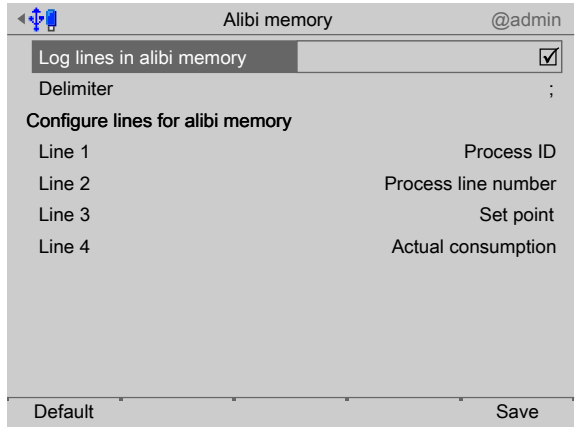 Alibi memory @admin
Log lines in alibi memory
Delimiter ;
Configure lines for alibi memory
Line 1 Process ID
Line 2 Process line number
Line 3 Set point
Line 4 Actual consumption
Default Save